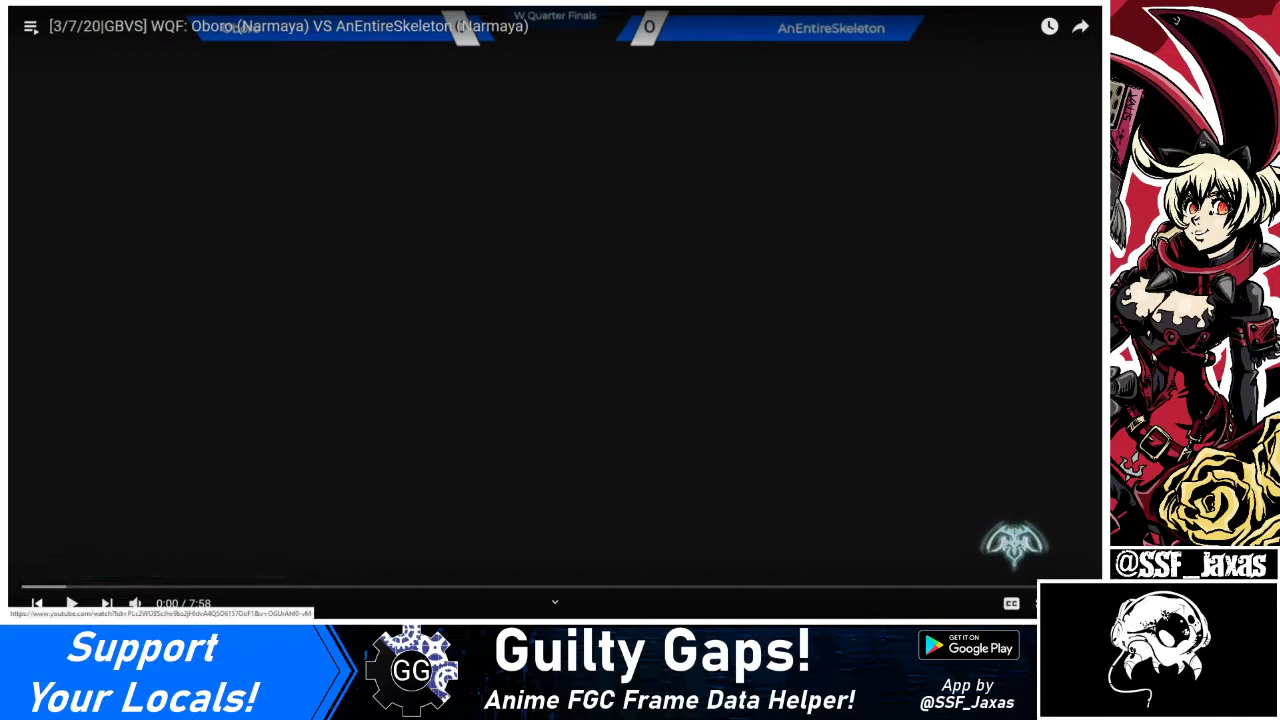 W Quarter Finals
[3/7/20|GBVS] WQF: Oboro (Narmaya) VS AnEntireSkeleton (Narmaya)
0
AnEntireSkeleton
0:00 / 7:58
CC
@SSF_Jaxas
Support
Your Locals!
GG
Guilty Gaps!
Anime FGC Frame Data Helper!
GET IT ON
Google Play
App by
@SSF_Jaxas